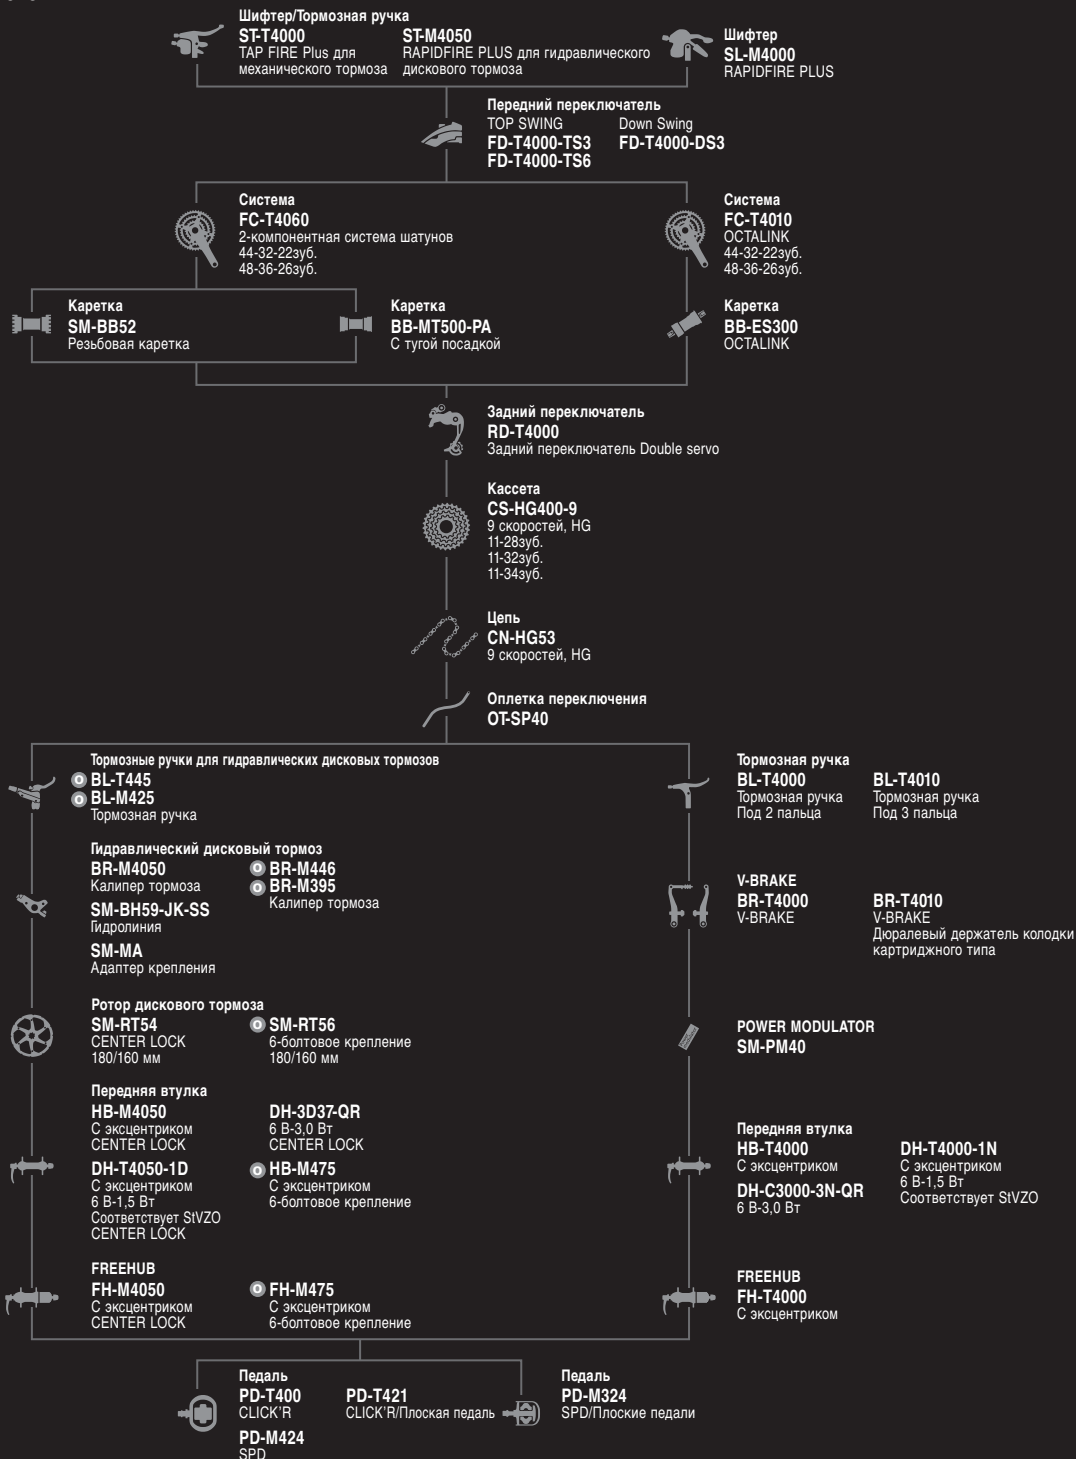 Шифтер/Тормозная ручка
ST-T4000
TAP FIRE Plus для
механического тормоза
ST-M4050
RAPIDFIRE PLUS для гидравлического
дискового тормоза
Шифтер
SL-M4000
RAPIDFIRE PLUS
Передний переключатель
TOP SWING
FD-T4000-TS3
FD-T4000-TS6
Down Swing
FD-T4000-DS3
Система
FC-T4060
2-компонентная система шатунов
44-32-22зуб.
48-36-26зуб.
Система
FC-T4010
OCTALINK
44-32-22зуб.
48-36-26зуб.
Каретка
SM-BB52
Резьбовая каретка
Каретка
BB-MT500-PA
С тугой посадкой
Каретка
BB-ES300
OCTALINK
Задний переключатель
RD-T4000
Задний переключатель Double servo
Кассета
CS-HG400-9
9 скоростей, HG
11-28зуб.
11-32зуб.
11-34зуб.
Цепь
CN-HG53
9 скоростей, HG
Оплетка переключения
OT-SP40
Тормозные ручки для гидравлических дисковых тормозов
O BL-T445
O BL-M425
Тормозная ручка
Гидравлический дисковый тормоз
BR-M4050
Калипер тормоза
SM-BH59-JK-SS
Гидролиния
SM-MA
Адаптер крепления
O BR-M446
O BR-M395
Калипер тормоза
Ротор дискового тормоза
SM-RT54
CENTER LOCK
180/160 мм
O SM-RT56
6-болтовое крепление
180/160 мм
Передняя втулка
HB-M4050
С эксцентриком
CENTER LOCK
DH-T4050-1D
С эксцентриком
6 В-1,5 Вт
Соответствует StVZO
CENTER LOCK
DH-3D37-QR
6 В-3,0 Вт
CENTER LOCK
O HB-M475
С эксцентриком
6-болтовое крепление
FREEHUB
FH-M4050
С эксцентриком
CENTER LOCK
O FH-M475
С эксцентриком
6-болтовое крепление
Тормозная ручка
BL-T4000
Тормозная ручка
Под 2 пальца
BL-T4010
Тормозная ручка
Под 3 пальца
V-BRAKE
BR-T4000
V-BRAKE
BR-T4010
V-BRAKE
Дюралевый держатель колодки
картриджного типа
POWER MODULATOR
SM-PM40
Передняя втулка
HB-T4000
С эксцентриком
DH-C3000-3N-QR
6 В-3,0 Вт
DH-T4000-1N
С эксцентриком
6 В-1,5 Вт
Соответствует StVZO
FREEHUB
FH-T4000
С эксцентриком
Педаль
PD-T400
CLICK'R
PD-M424
SPD
PD-T421
CLICK'R/Плоская педаль
Педаль
PD-M324
SPD/Плоские педали